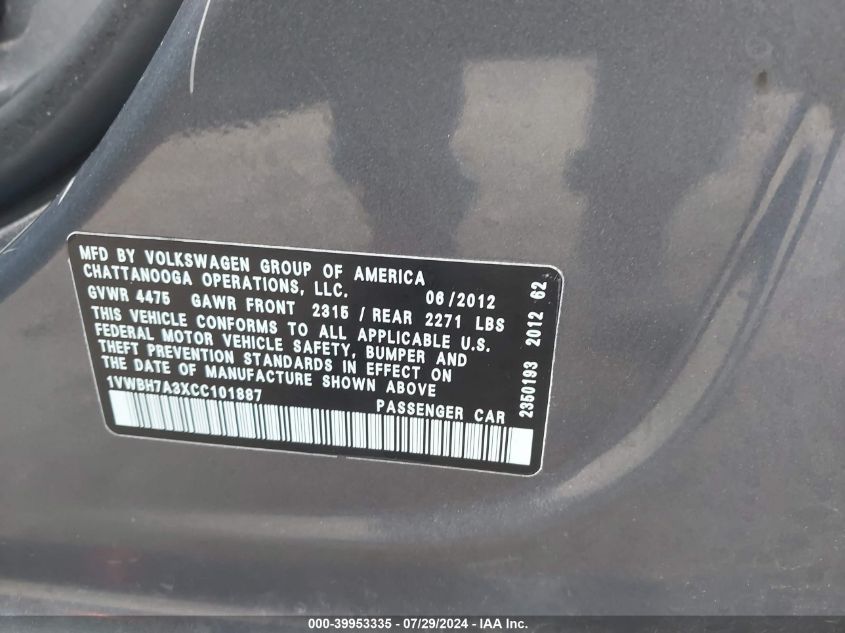 MFD BY VOLKSWAGEN GROUP OF AMERICA
CHATTANOOGA OPERATIONS, LLC. 06/2012
GVWR 4475 GAWR FRONT 2315 / REAR 2271 LBS
THIS VEHICLE CONFORMS TO ALL APPLICABLE U.S.
FEDERAL MOTOR VEHICLE SAFETY, BUMPER AND
THEFT PREVENTION STANDARDS IN EFFECT ON
THE DATE OF MANUFACTURE SHOWN ABOVE
1VWBH7A3XCC101887
PASSENGER CAR
2350193 2012 62
000-39953335 - 07/29/2024 - IAA Inc.